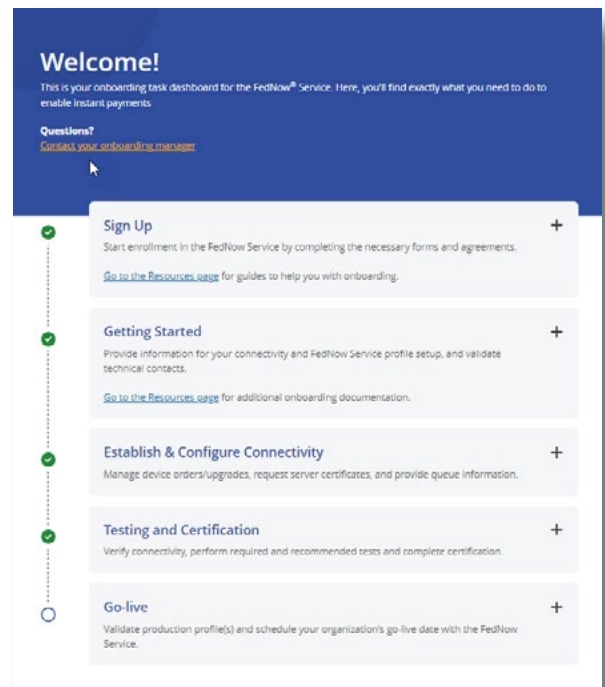 Welcome!
This is your onboarding task dashboard for the FedNow® Service. Here, you'll find exactly what you need to do to
enable instant payments
Questions?
Contact your onboarding manager
Sign Up
Start enrollment in the FedNow Service by completing the necessary forms and agreements.
Go to the Resources page for guides to help you with onboarding.
Getting Started
Provide information for your connectivity and FedNow Service profile setup, and validate
technical contacts.
Go to the Resources page for additional onboarding documentation.
Establish & Configure Connectivity
Manage device orders/upgrades, request server certificates, and provide queue information.
Testing and Certification
Verify connectivity, perform required and recommended tests and complete certification.
Go-live
Validate production profile(s) and schedule your organization's go-live date with the FedNow
Service.